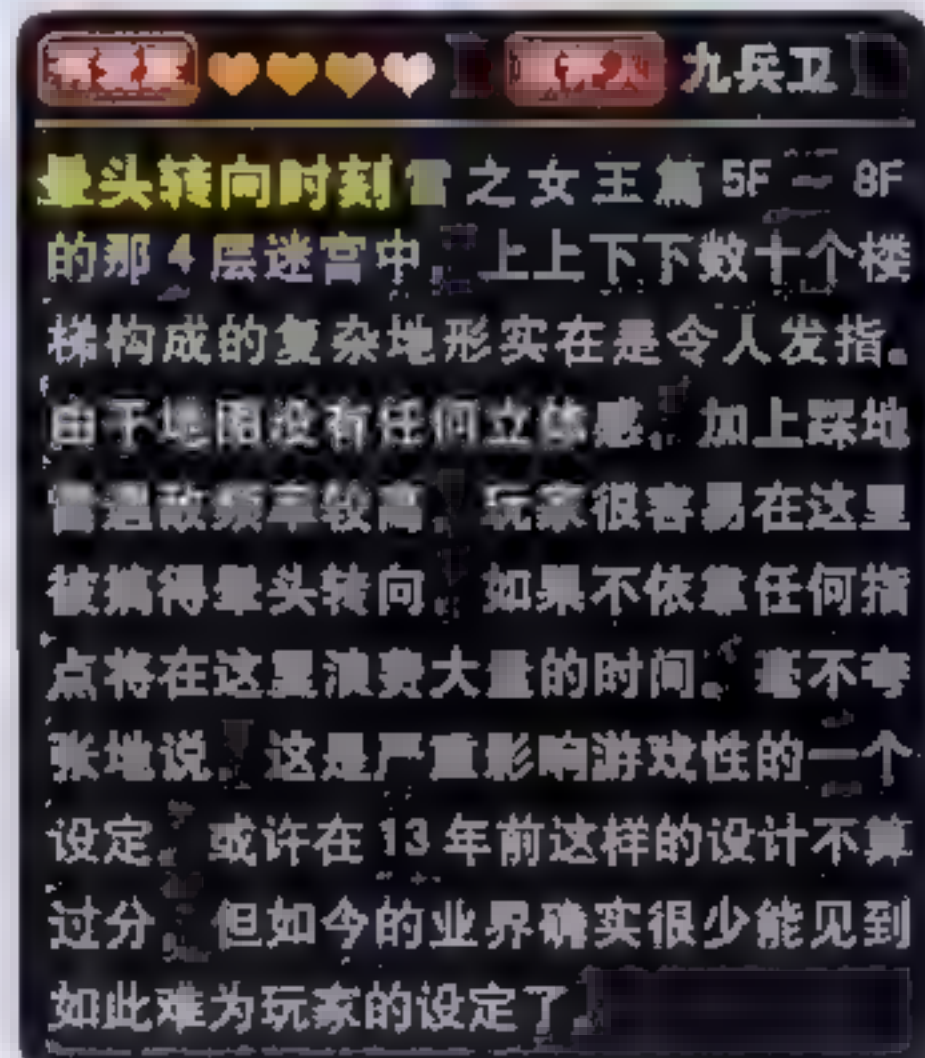 ♥♥♥♥ 九兵卫
晕头转向时刻雪之女王篇 5F ~ 8F
的那 4 层迷宫中，上上下下数十个楼
梯构成的复杂地形实在是令人发指。
由于地图没有任何立体感，加上踩地
雷遇敌频率较高，玩家很容易在这里
被搞得晕头转向，如果不依靠任何指
点将在这里浪费大量的时间。毫不夸
张地说，这是严重影响游戏性的一个
设定。或许在 13 年前这样的设计不算
过分，但如今的业界确实很少能见到
如此难为玩家的设定了。